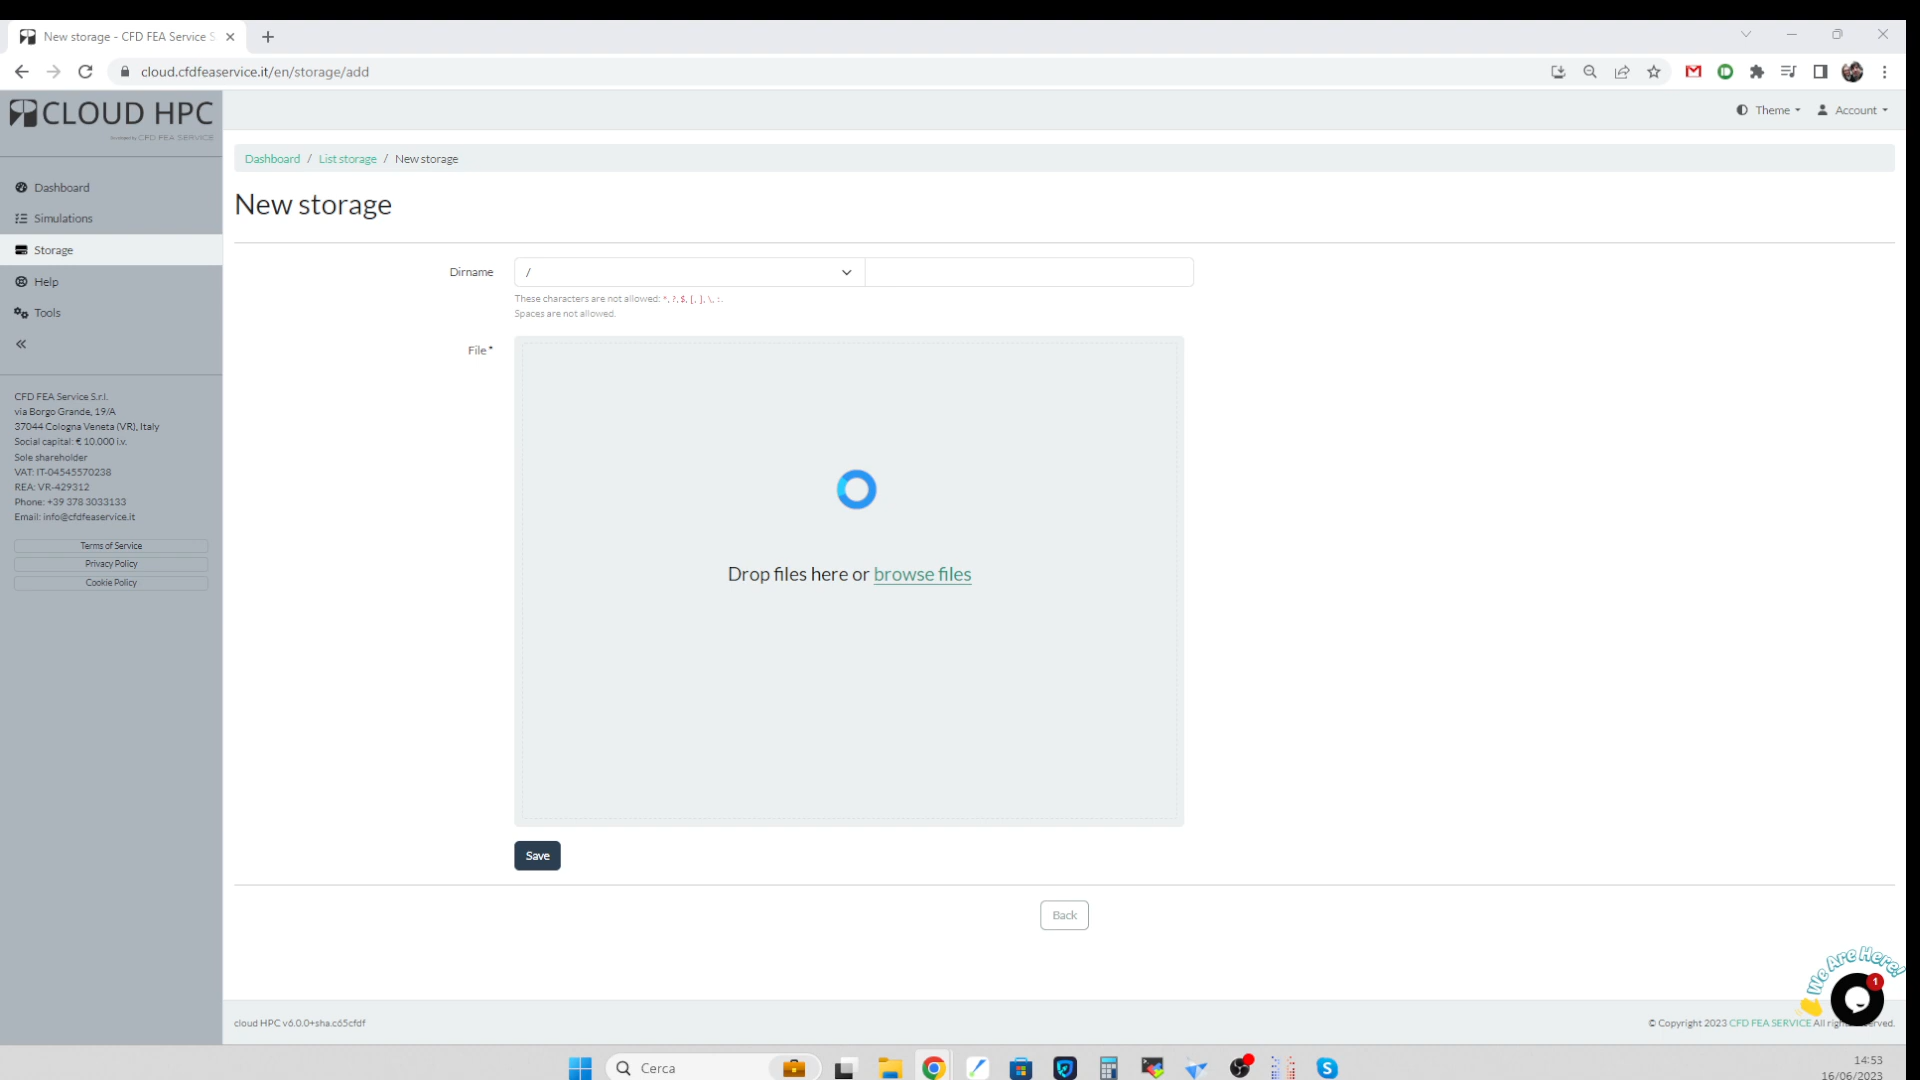 New storage - CFD FEA Service S
cloud.cfdfeaservice.it/en/storage/add
CLOUD HPC
CFD FEA SERVICE
Theme
Account
Dashboard / List storage / New storage
Dashboard
Simulations
Storage
Help
Tools
New storage
Dirname
/
These characters are not allowed: *, ?, $, [, ], \, :.
Spaces are not allowed.
File*
Drop files here or browse files
Save
Back
CFD FEA Service S.r.l.
via Borgo Grande, 19/A
37044 Cologna Veneta (VR), Italy
Social capital: € 10.000 i.v.
Sole shareholder
VAT: IT-04545570238
REA: VR-429312
Phone: +39 378 3033133
Email: info@cfdfeaservice.it
Terms of Service
Privacy Policy
Cookie Policy
We Are Here!
1
cloud HPC v6.0.0+sha.c65cfdf
© Copyright 2023 CFD FEA SERVICE All
Cerca
14:53
16/06/2023